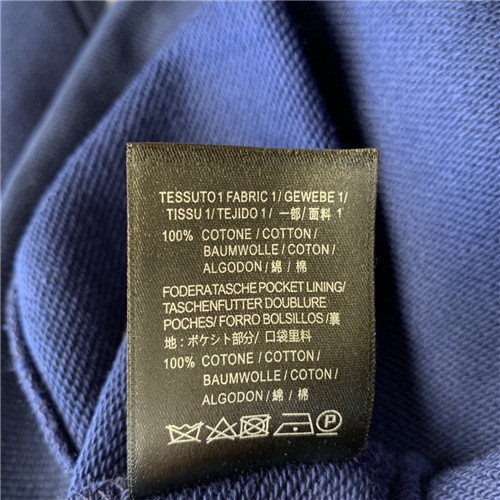 TESSUTO 1 FABRIC 1/ GEWEBE 1/
TISSU 1/ TEJIDO 1/ 一部/ 面料 1
100% COTONE / COTTON /
BAUMWOLLE / COTON /
ALGODON / 綿 / 棉
FODERATASCHE POCKET LINING/
TASCHENFUTTER DOUBLURE
POCHES/ FORRO BOLSILLOS/裏
地:ポケシト部分/ 口袋里料
100% COTONE / COTTON /
BAUMWOLLE / COTON /
ALGODON / 綿 / 棉
P